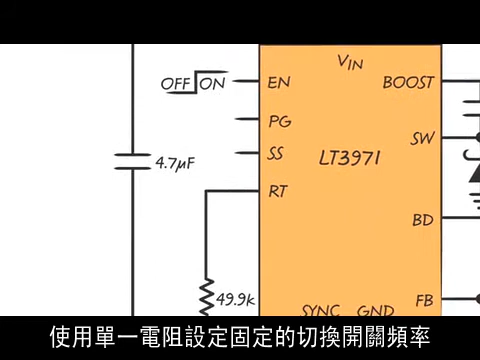 VIN
OFF ON
EN
BOOST
PG
SW
SS
LT3971
4.7µF
RT
BD
49.9k
SYNC
GND
FB
使用單一電阻設定固定的切換開關頻率